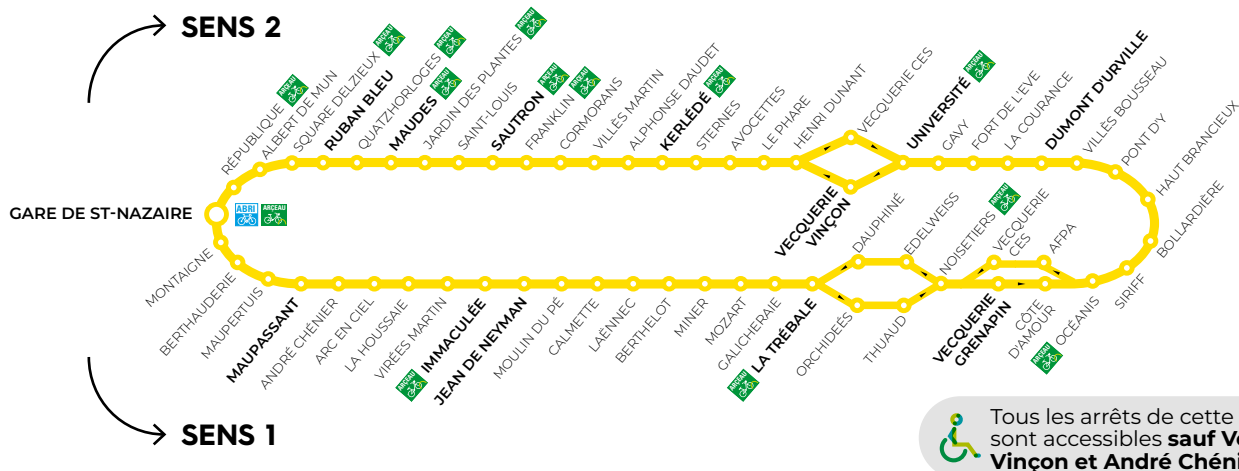 SENS 2
RÉPUBLIQUE
ARCEAU
ALBERT DE MUN
SQUARE DELZIEUX
ARCEAU
RUBAN BLEU
QUATZHORLOGES
ARCEAU
MAUDES
ARCEAU
JARDIN DES PLANTES
ARCEAU
SAINT-LOUIS
SAUTRON
ARCEAU
FRANKLIN
ARCEAU
CORMORANS
VILLÈS MARTIN
ALPHONSE DAUDET
KERLÉDÉ
ARCEAU
STERNES
AVOCETTES
LE PHARE
HENRI DUNANT
VECQUERIE CES
VECQUERIE
VINÇON
UNIVERSITÉ
ARCEAU
GAVY
FORT DE L'EVE
LA COURANCE
DUMONT D'URVILLE
VILLÈS BOUSSEAU
PONT D'Y
HAUT BRANCIEUX
BOLLARDIÈRE
SIRIFF
GARE DE ST-NAZAIRE
ABRI
ARCEAU
MONTAIGNE
BERTHAUDERIE
MAUPERTUIS
MAUPASSANT
ANDRÉ CHÉNIER
ARC EN CIEL
LA HOUSSAIE
VIRÉES MARTIN
ARCEAU
IMMACULÉE
JEAN DE NEYMAN
MOULIN DU PÉ
CALMETTE
LAËNNEC
BERTHELOT
MINER
MOZART
GALICHERAIE
ARCEAU
LA TRÉBALE
DAUPHINÉ
EDELWEISS
ORCHIDEÉS
THUAUD
NOISETIERS
ARCEAU
VECQUERIE
CES
AFPA
VECQUERIE
GRENAPIN
CÔTE
D'AMOUR
ARCEAU
OCÉANIS
SENS 1
Tous les arrêts de cette
sont accessibles sauf
Vinçon et André